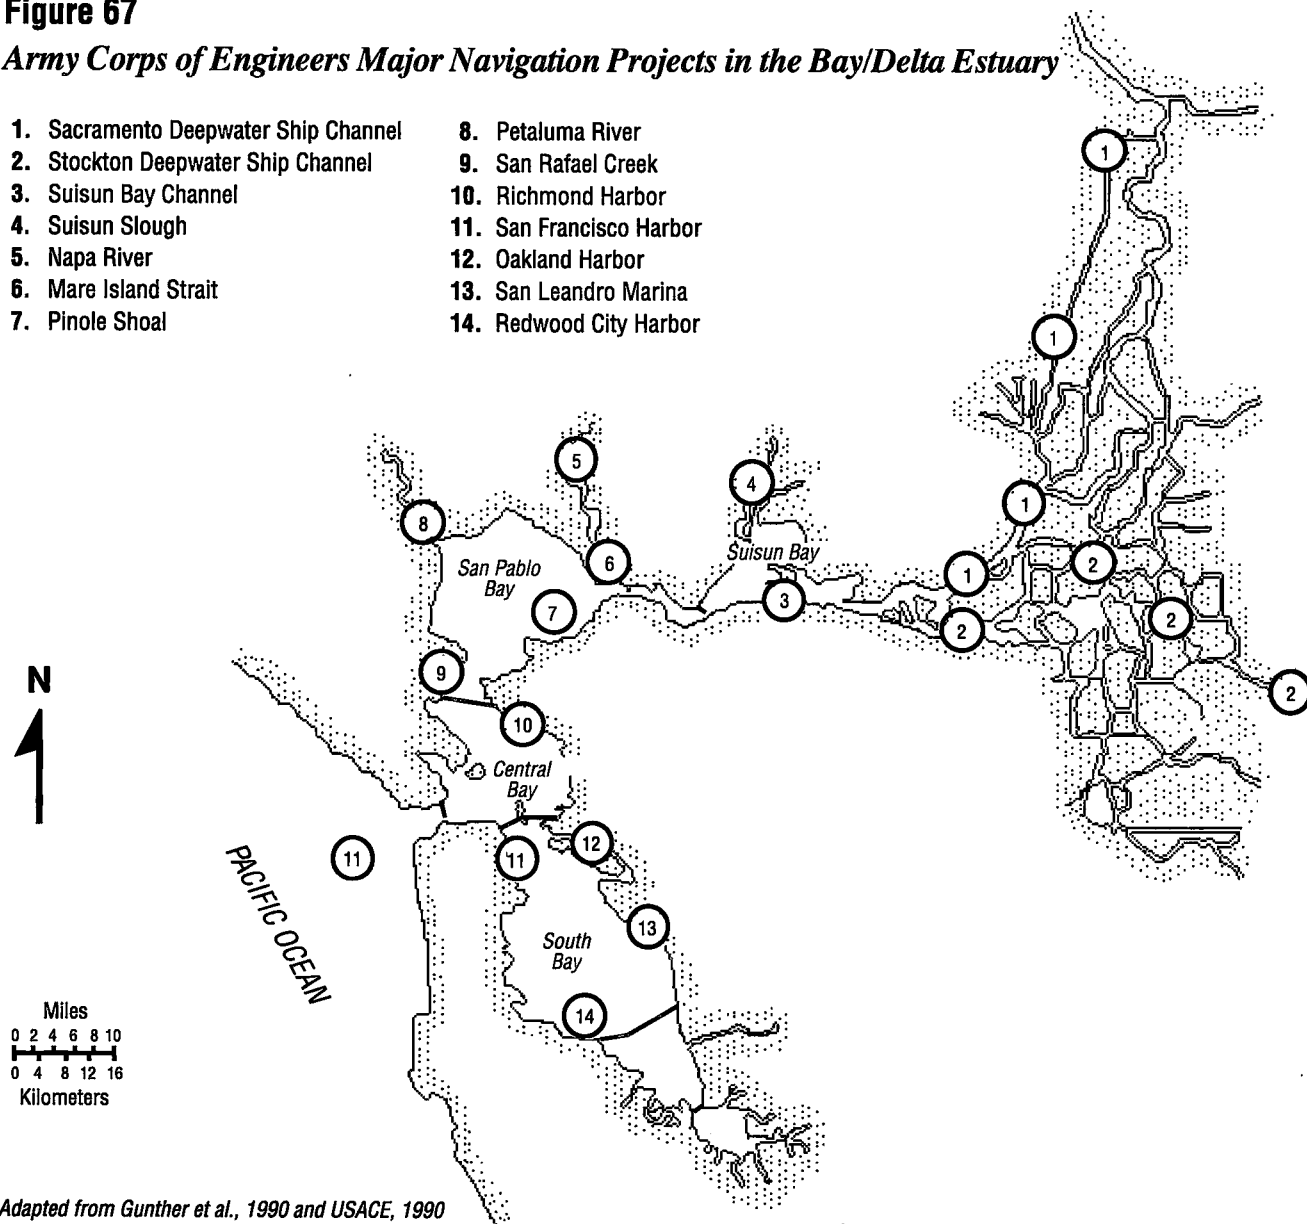 Figure 67
Army Corps of Engineers Major Navigation Projects in the Bay/Delta Estuary
1. Sacramento Deepwater Ship Channel
2. Stockton Deepwater Ship Channel
3. Suisun Bay Channel
4. Suisun Slough
5. Napa River
6. Mare Island Strait
7. Pinole Shoal
8. Petaluma River
9. San Rafael Creek
10. Richmond Harbor
11. San Francisco Harbor
12. Oakland Harbor
13. San Leandro Marina
14. Redwood City Harbor
1
1
5
4
1
8
Suisun Bay
6
2
San Pablo
Bay
1
7
3
2
2
9
N
2
10
Central
Bay
11
11
12
PACIFIC OCEAN
13
South
Bay
14
Miles
0 2 4 6 8 10
0 4 8 12 16
Kilometers
Adapted from Gunther et al., 1990 and USACE, 1990